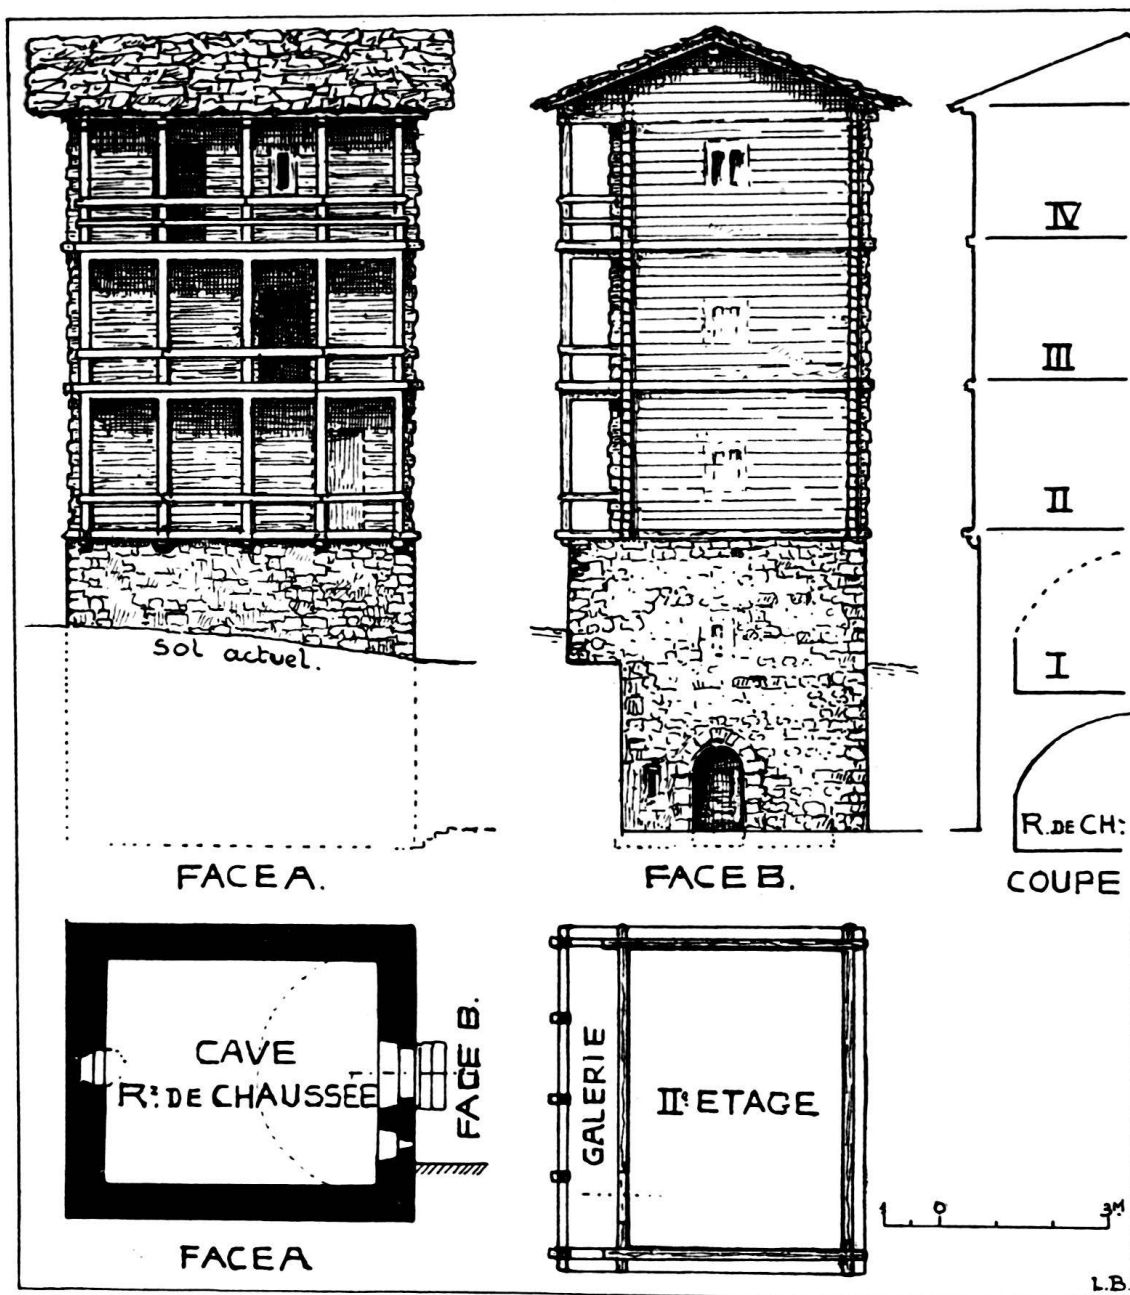 Sol actuel.
FACE A.
FACE B.
IV
III
II
I
R. DE CH:
COUPE
CAVE
R: DE CHAUSSÉE
FACE B.
FACE A
GALERIE
IIe ETAGE
1 0 3M
L.B.